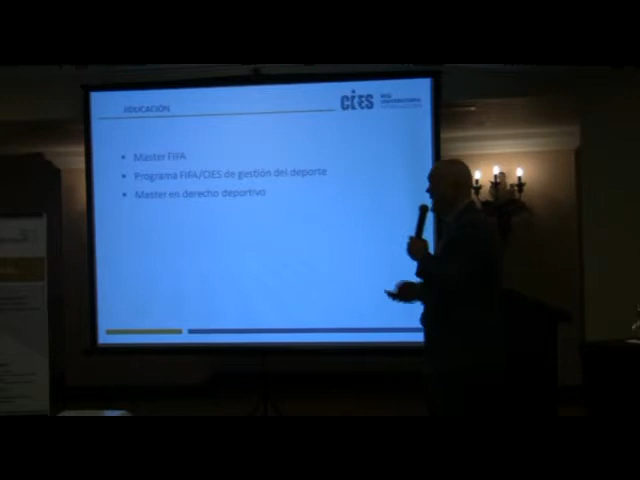 EDUCACIÓN
CIES
RED
UNIVERSITARIA
• Master FIFA
• Programa FIFA/CIES de gestión del deporte
• Master en derecho deportivo